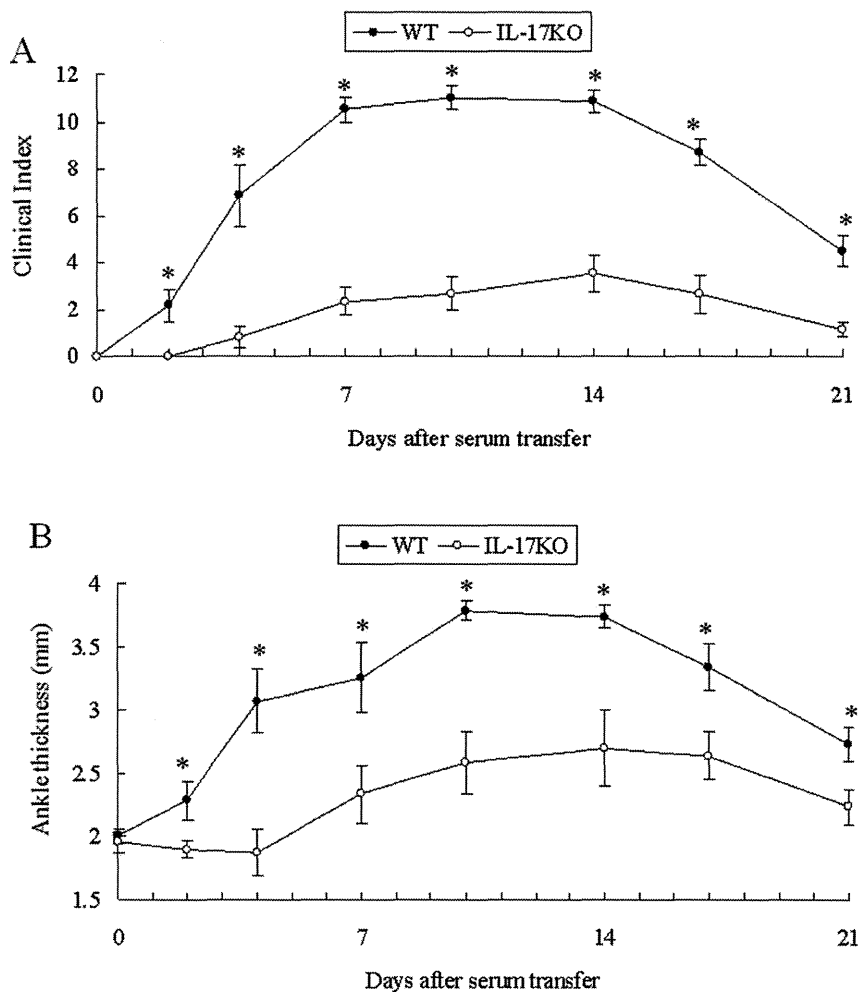 A
WT IL-17KO
12
10
8
6
4
2
0
Clinical Index
* * * * * * *
0 7 14 21
Days after serum transfer
B
WT IL-17KO
4
3.5
3
2.5
2
1.5
Ankle thickness (mm)
* * * * * * *
0 7 14 21
Days after serum transfer